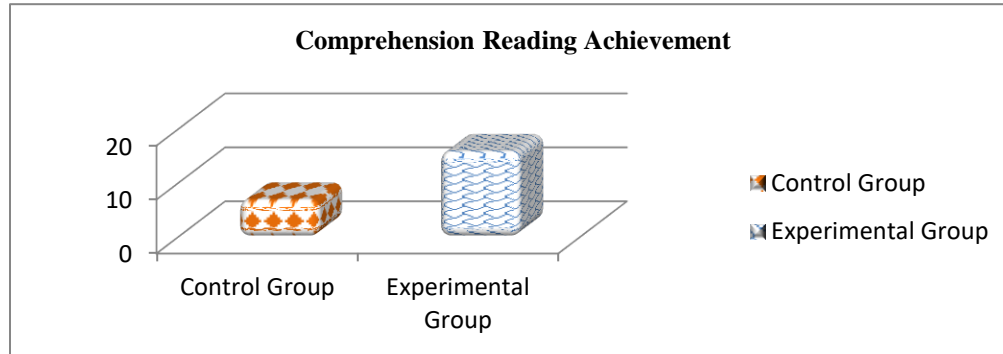 Comprehension Reading Achievement
20
10
0
Control Group
Experimental
Group
Control Group
Experimental Group